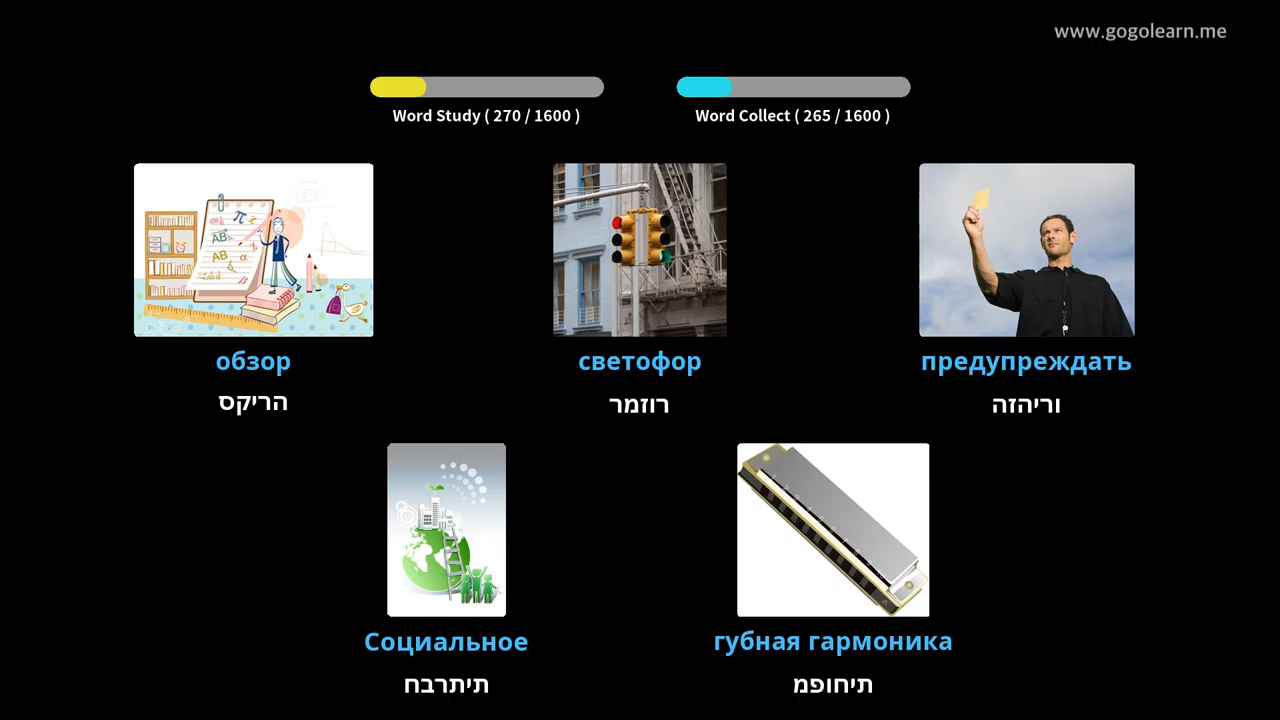 www.gogolearn.me
Word Study ( 270 / 1600 )
Word Collect ( 265 / 1600 )
обзор
הריקס
светофор
רוזמר
предупреждать
וריהזה
Социальное
תיתרבח
губная гармоника
תיחופמ